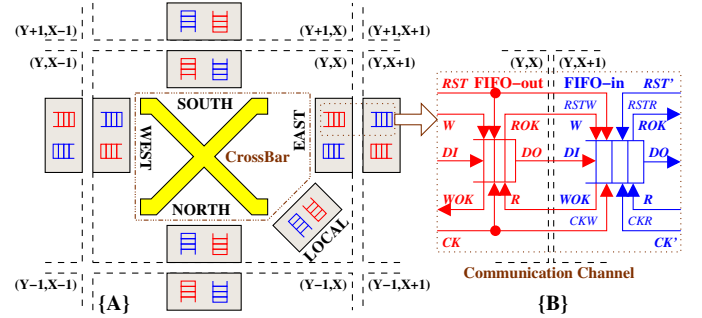 (Y+1,X-1) (Y+1,X) (Y+1,X+1)
(Y,X-1) (Y,X) (Y,X+1) (Y,X) (Y,X+1)
RST FIFO-out FIFO-in RST'
SOUTH
WEST
EAST
RSTW RSTR
W ROK W ROK
CrossBar
DI DO DI DO
NORTH
LOCAL
WOK R WOK R
CKW CKR
CK CK'
Communication Channel
(Y-1,X-1) (Y-1,X) (Y-1,X+1)
{A} {B}